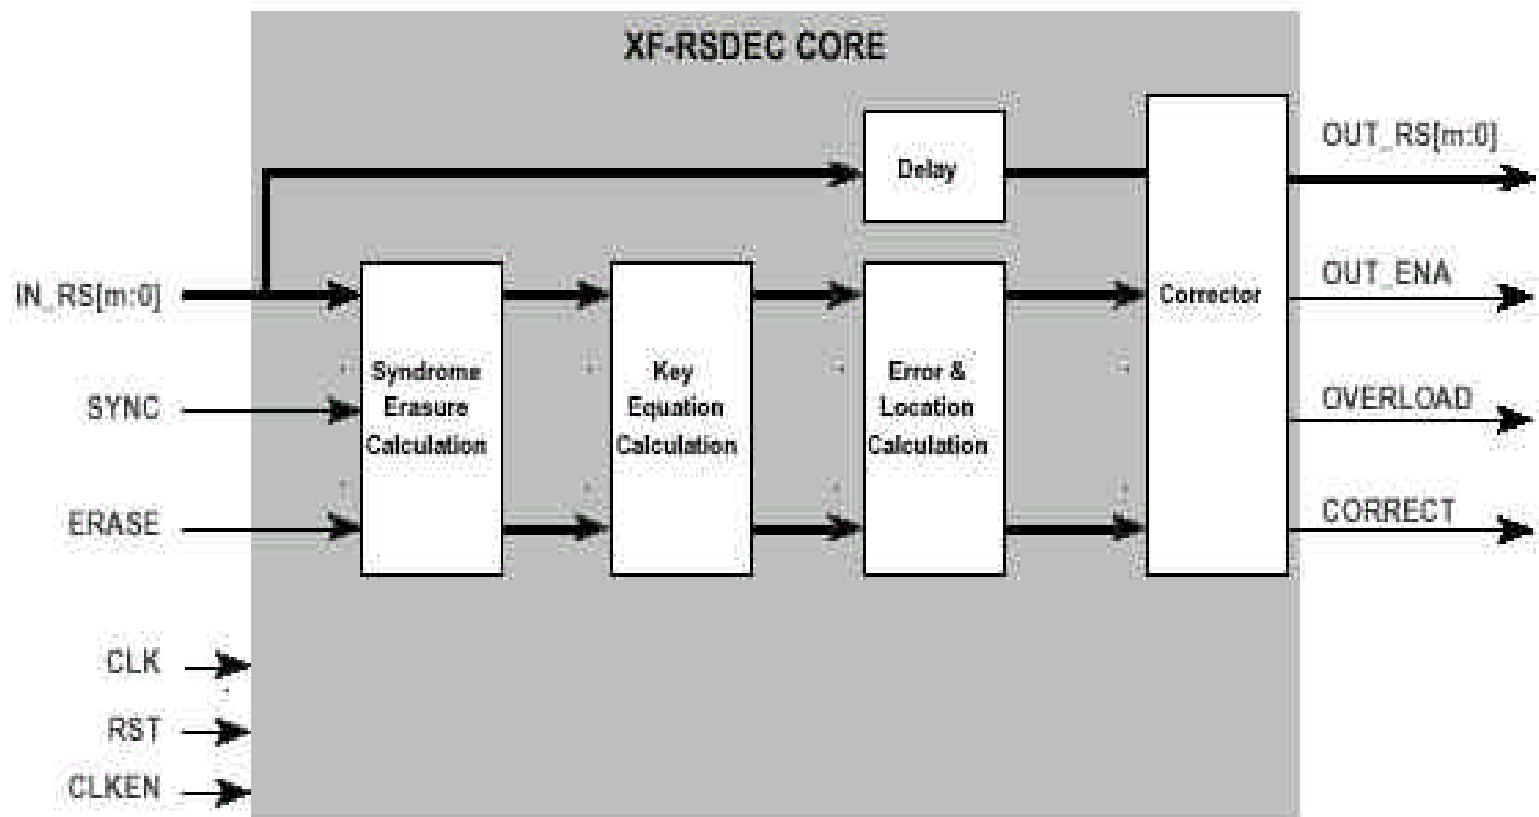 XF-RSDEC CORE
Delay
OUT_RS[m:0]
IN_RS[m:0]
Corrector
OUT_ENA
Syndrome
Erasure
Calculation
Key
Equation
Calculation
Error &
Location
Calculation
SYNC
OVERLOAD
ERASE
CORRECT
CLK
RST
CLKEN